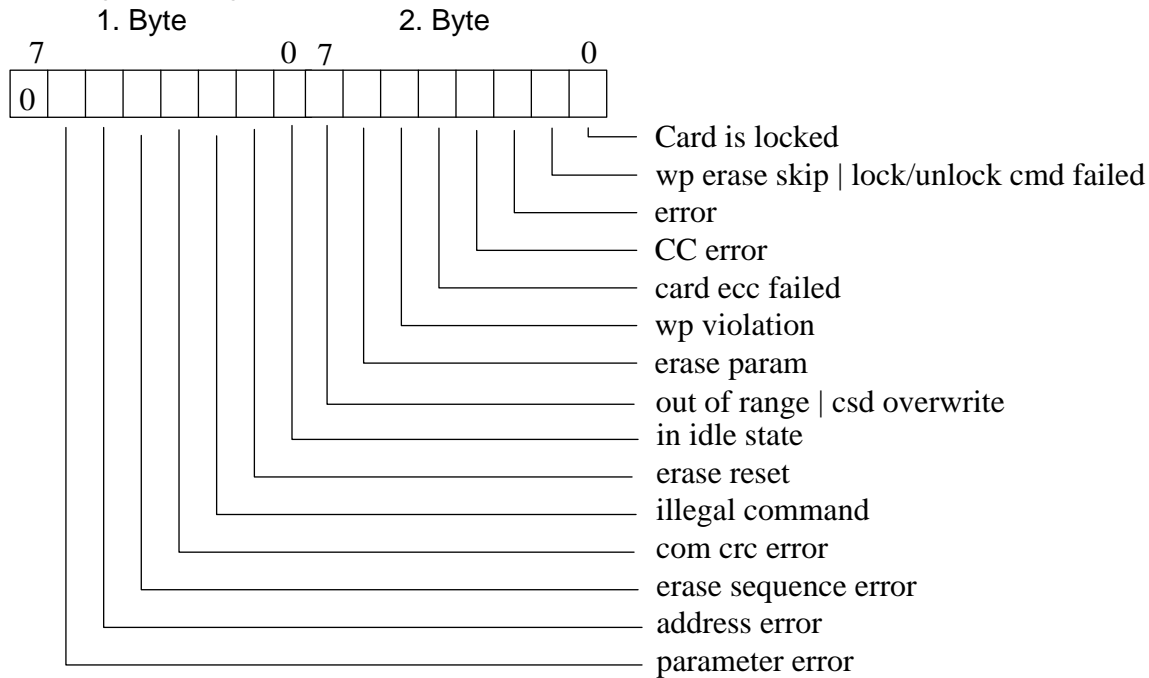 1. Byte 2. Byte
7 0 7 0
0
Card is locked
wp erase skip | lock/unlock cmd failed
error
CC error
card ecc failed
wp violation
erase param
out of range | csd overwrite
in idle state
erase reset
illegal command
com crc error
erase sequence error
address error
parameter error